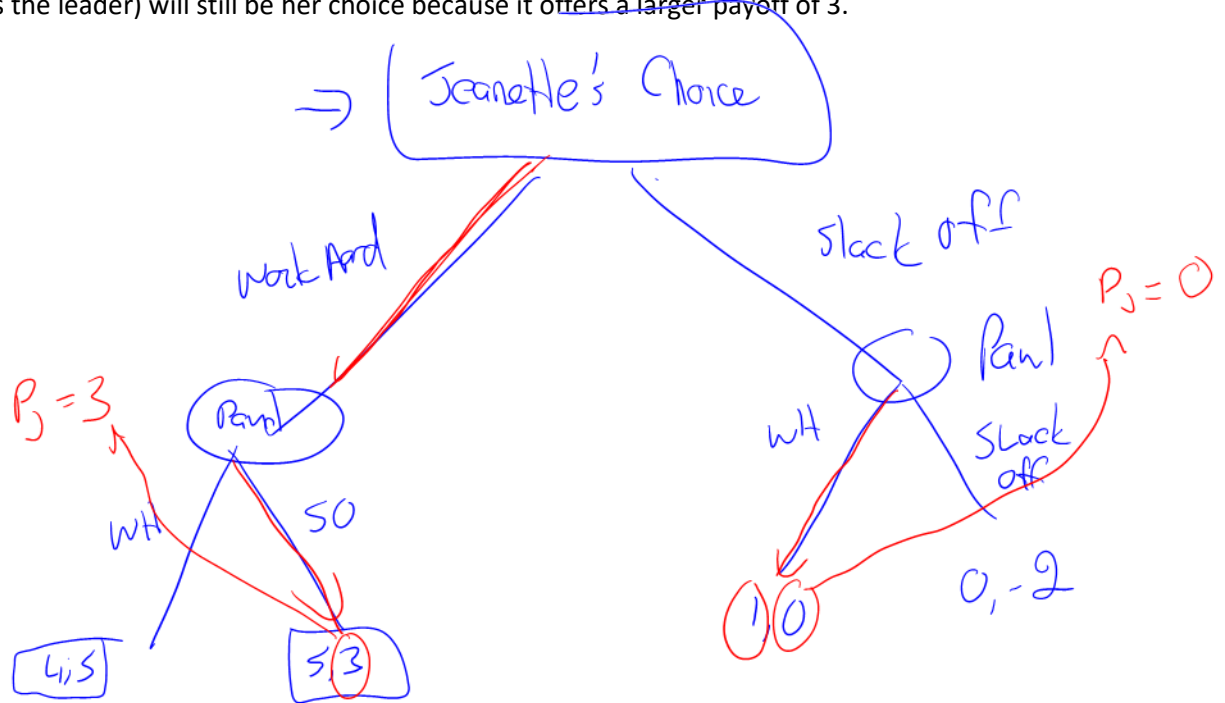 s the leader) will still be her choice because it offers a larger payoff of 3.
⇒ Jeanette's Choice
Work Hard
Slack off
P_J = 0
Paul
P_J = 3
Paul
WH
Slack
off
WH
SO
1,0
0,-2
4,5
5,3